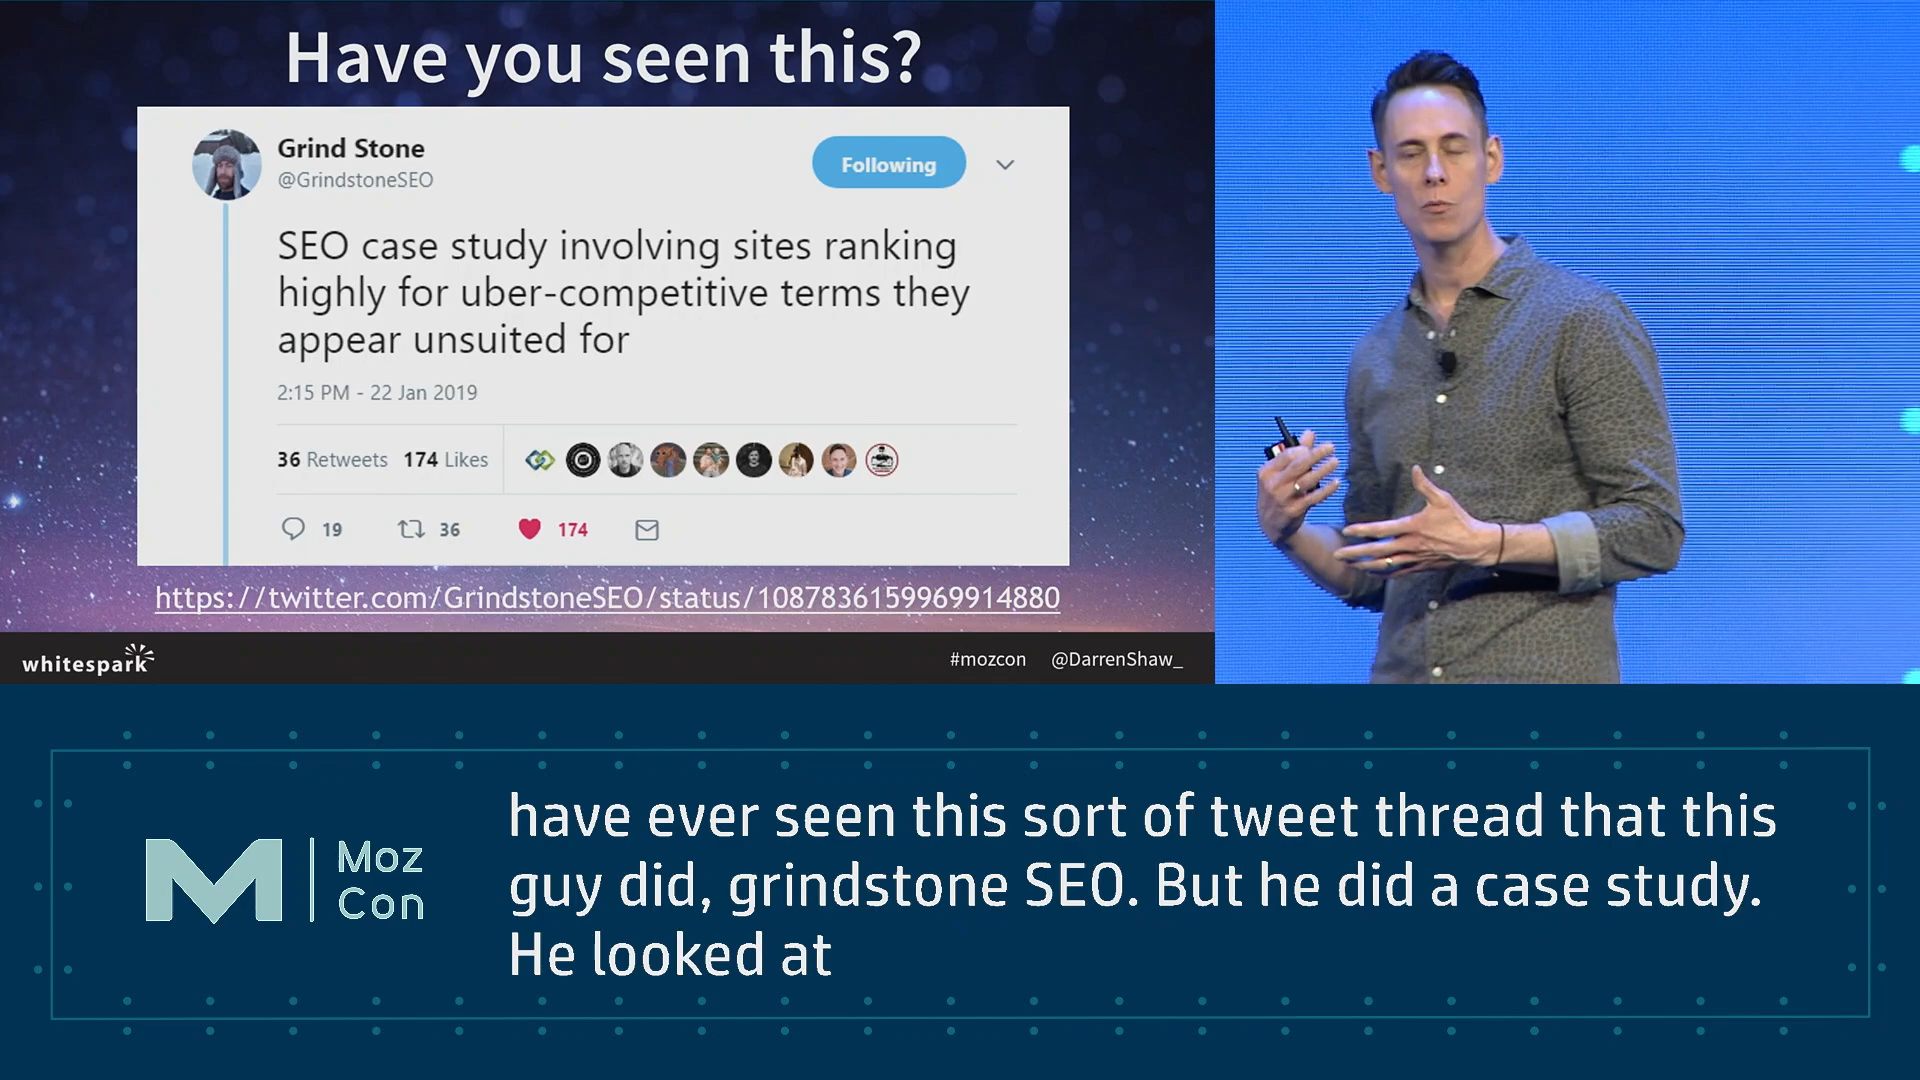 Have you seen this?
Grind Stone
@GrindstoneSEO
Following
SEO case study involving sites ranking
highly for uber-competitive terms they
appear unsuited for
2:15 PM - 22 Jan 2019
36 Retweets 174 Likes
19 36 174
https://twitter.com/GrindstoneSEO/status/1087836159969914880
whitespark #mozcon @DarrenShaw_
Moz
Con
have ever seen this sort of tweet thread that this
guy did, grindstone SEO. But he did a case study.
He looked at